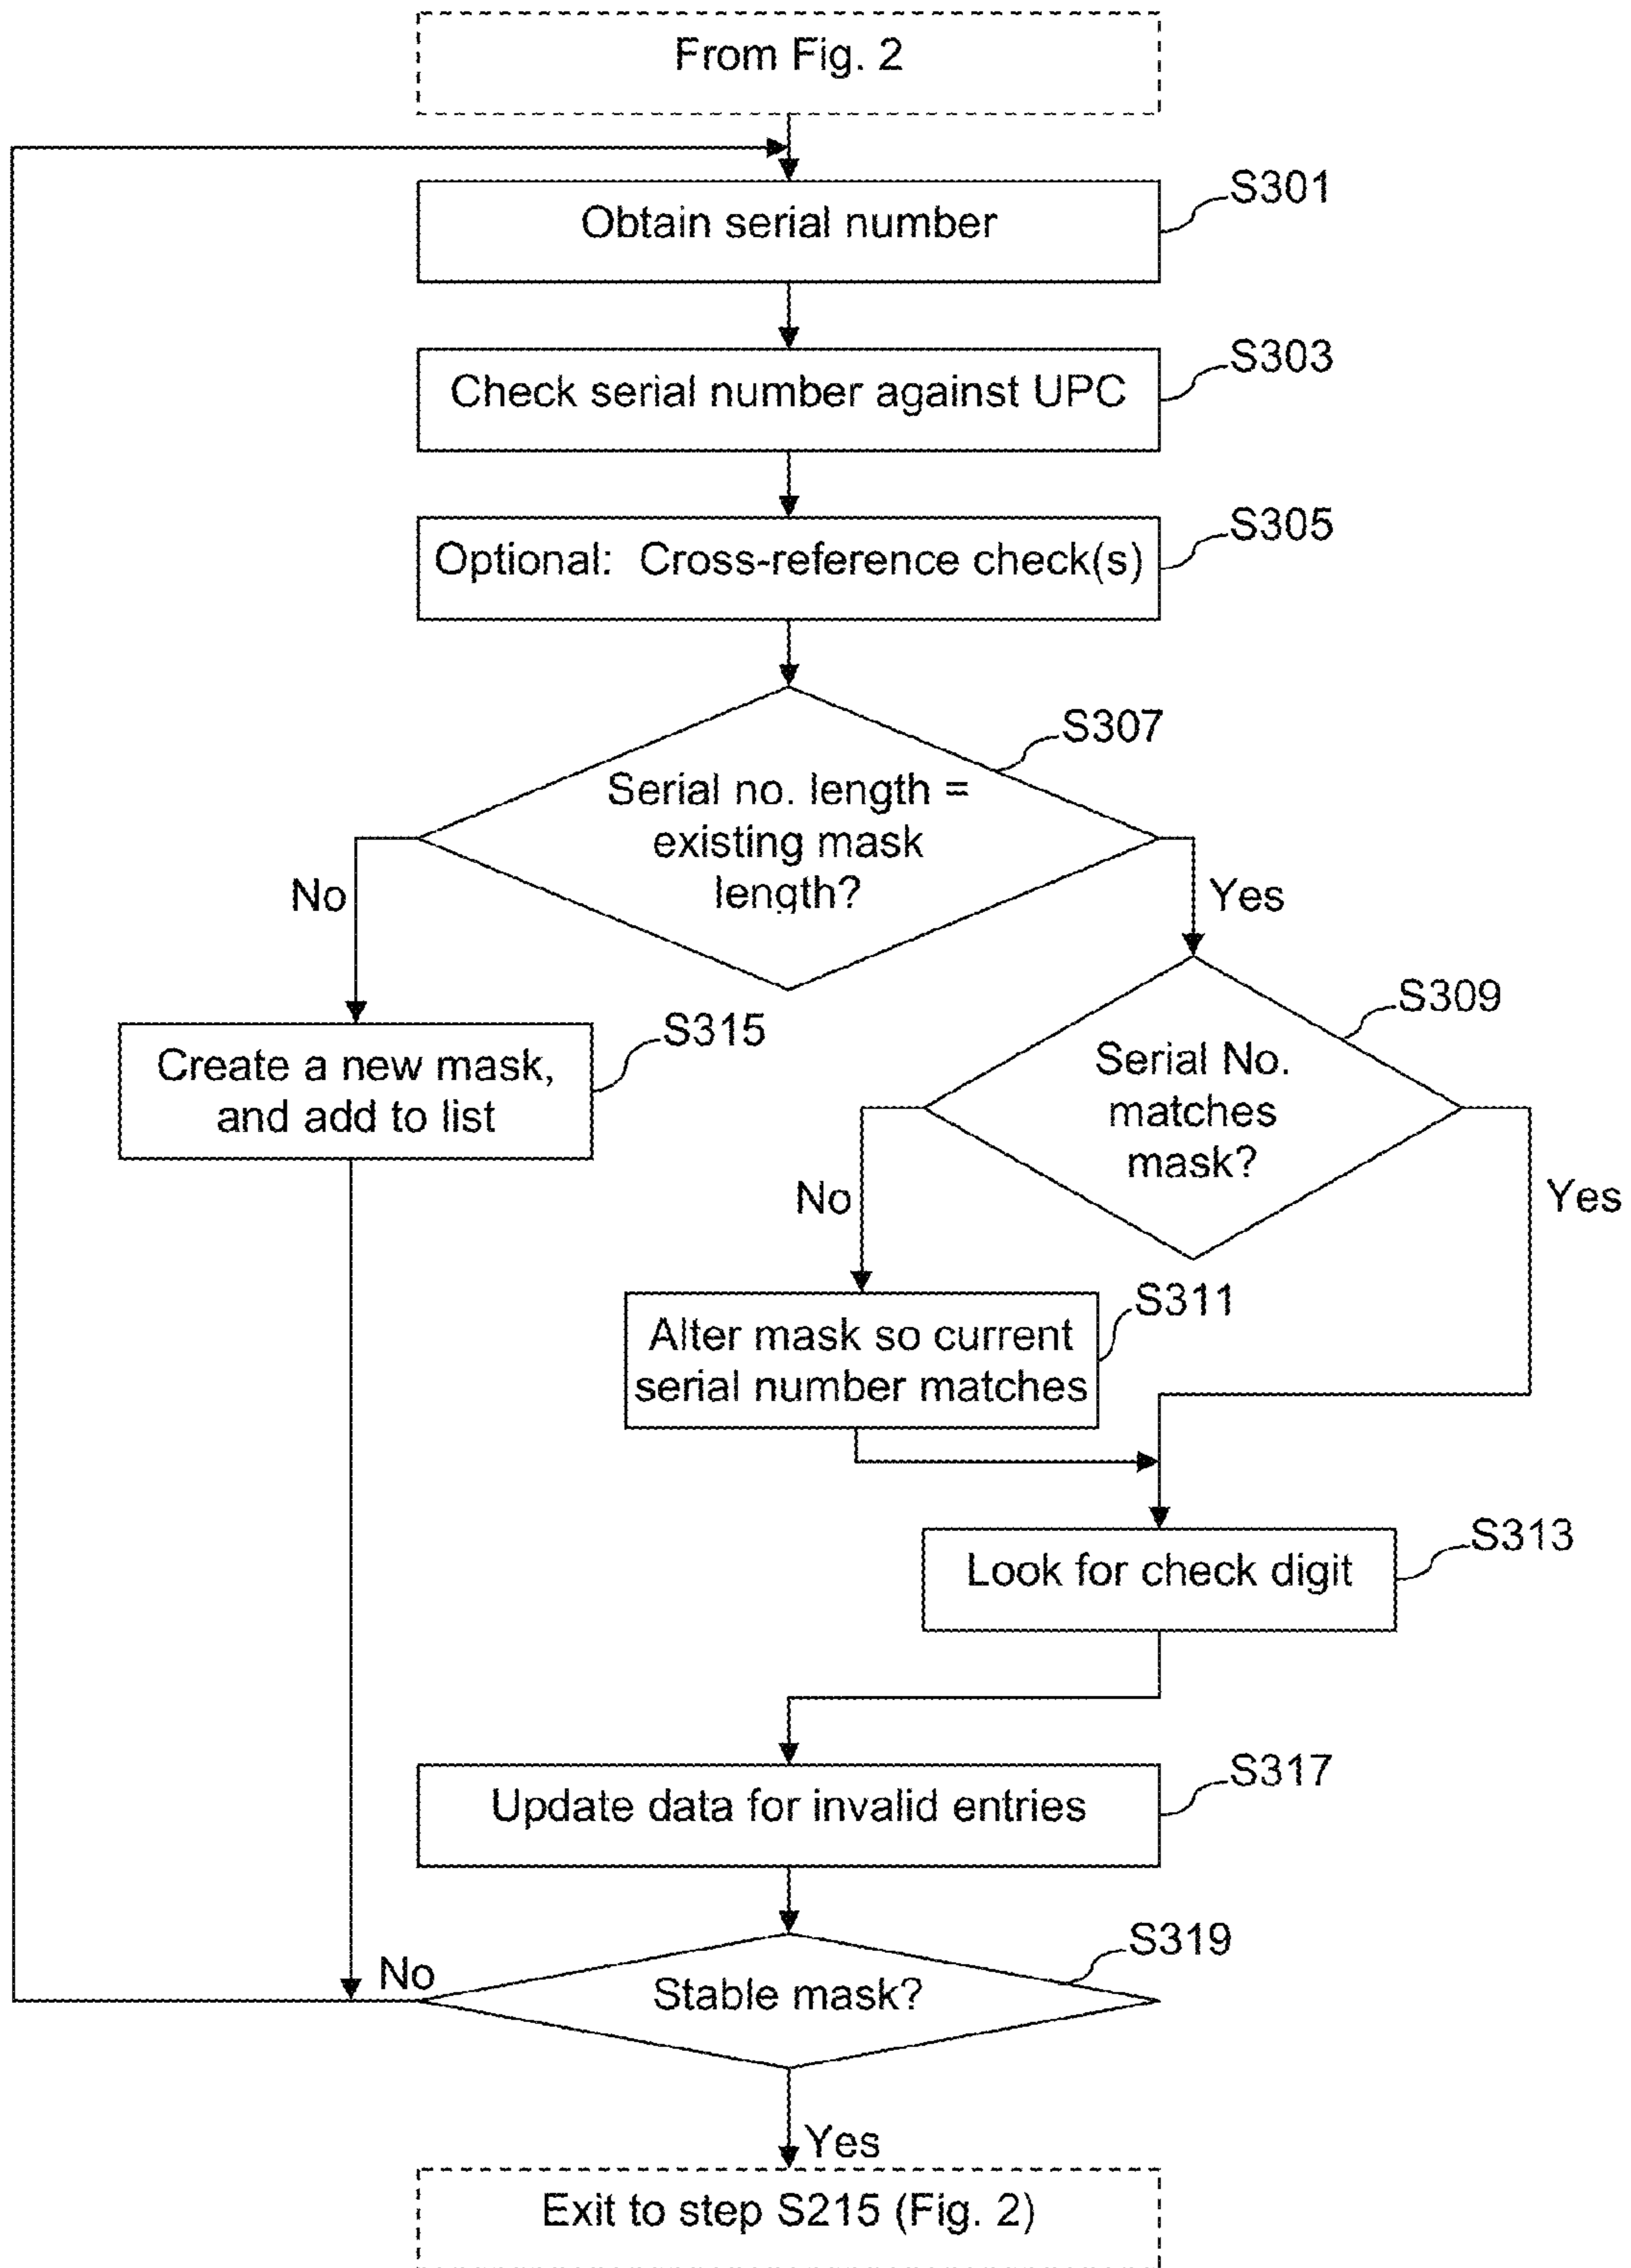 From Fig. 2
S301
Obtain serial number
S303
Check serial number against UPC
S305
Optional: Cross-reference check(s)
S307
Serial no. length =
existing mask
length?
No
Yes
S309
S315
Create a new mask,
and add to list
Serial No.
matches
mask?
No
Yes
S311
Alter mask so current
serial number matches
S313
Look for check digit
S317
Update data for invalid entries
S319
No
Stable mask?
Yes
Exit to step S215 (Fig. 2)